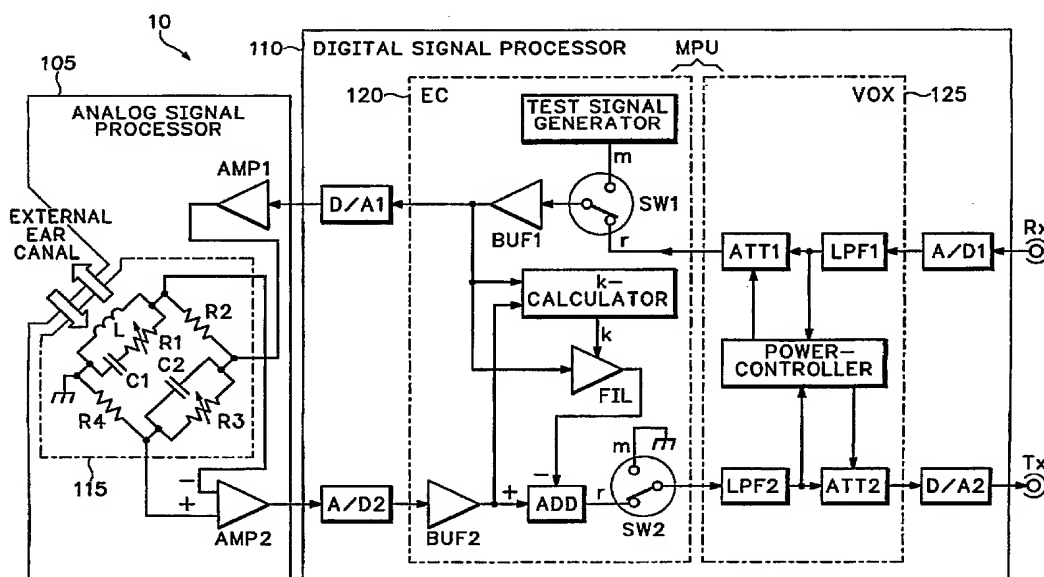 10
105
110
DIGITAL SIGNAL PROCESSOR
MPU
ANALOG SIGNAL
PROCESSOR
120
EC
VOX
125
TEST SIGNAL
GENERATOR
AMP1
D/A1
BUF1
m
r
SW1
ATT1
LPF1
A/D1
Rx
EXTERNAL
EAR
CANAL
k-
CALCULATOR
k
FIL
POWER-
CONTROLLER
L
R1
R2
C1
C2
R3
R4
115
-
+
AMP2
A/D2
BUF2
+
-
ADD
r
m
SW2
LPF2
ATT2
D/A2
Tx